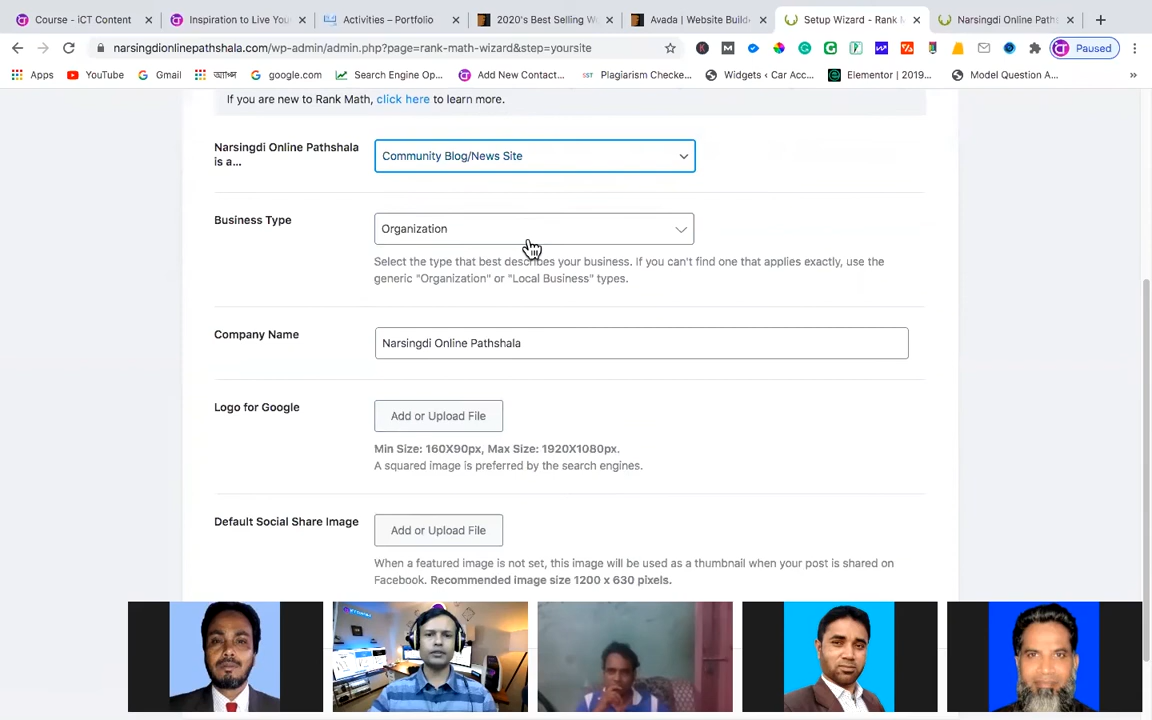 Course - iCT Content
Inspiration to Live You
Activities – Portfolio
2020's Best Selling W
Avada | Website Build
Setup Wizard - Rank M
Narsingdi Online Paths
Paused
narsingdionlinepathshala.com/wp-admin/admin.php?page=rank-math-wizard&step=yoursite
Apps
YouTube
Gmail
google.com
Search Engine Op...
Add New Contact...
Plagiarism Checke...
Widgets ‹ Car Acc...
Elementor | 2019...
Model Question A...
If you are new to Rank Math, click here to learn more.
Narsingdi Online Pathshala
is a...
Community Blog/News Site
Business Type
Organization
Select the type that best describes your business. If you can't find one that applies exactly, use the
generic "Organization" or "Local Business" types.
Company Name
Narsingdi Online Pathshala
Logo for Google
Add or Upload File
Min Size: 160X90px, Max Size: 1920X1080px.
A squared image is preferred by the search engines.
Default Social Share Image
Add or Upload File
When a featured image is not set, this image will be used as a thumbnail when your post is shared on
Facebook. Recommended image size 1200 x 630 pixels.